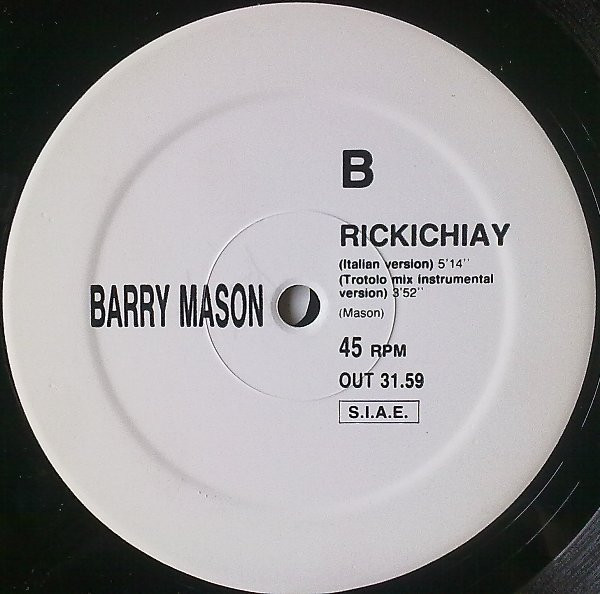 B
RICKICHIAY
(Italian version) 5'14"
(Trotolo mix instrumental
version) 3'52"
BARRY MASON
(Mason)
45 RPM
OUT 31.59
S.I.A.E.